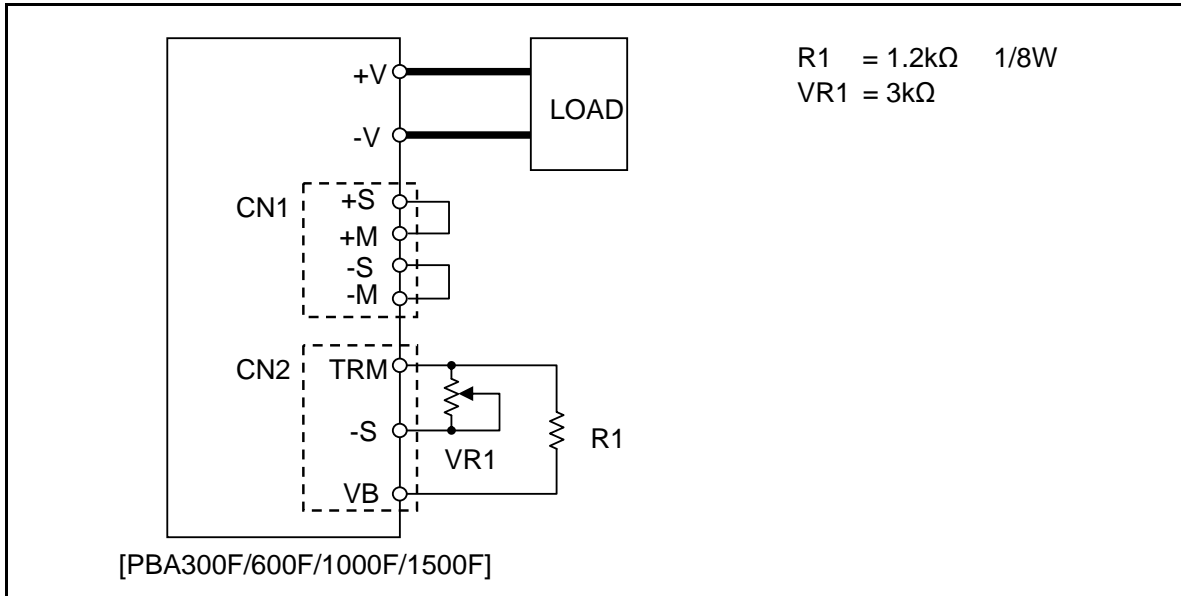 +V
-V
LOAD
R1 = 1.2kΩ 1/8W
VR1 = 3kΩ
CN1
+S
+M
-S
-M
CN2
TRM
-S
VB
VR1
R1
[PBA300F/600F/1000F/1500F]